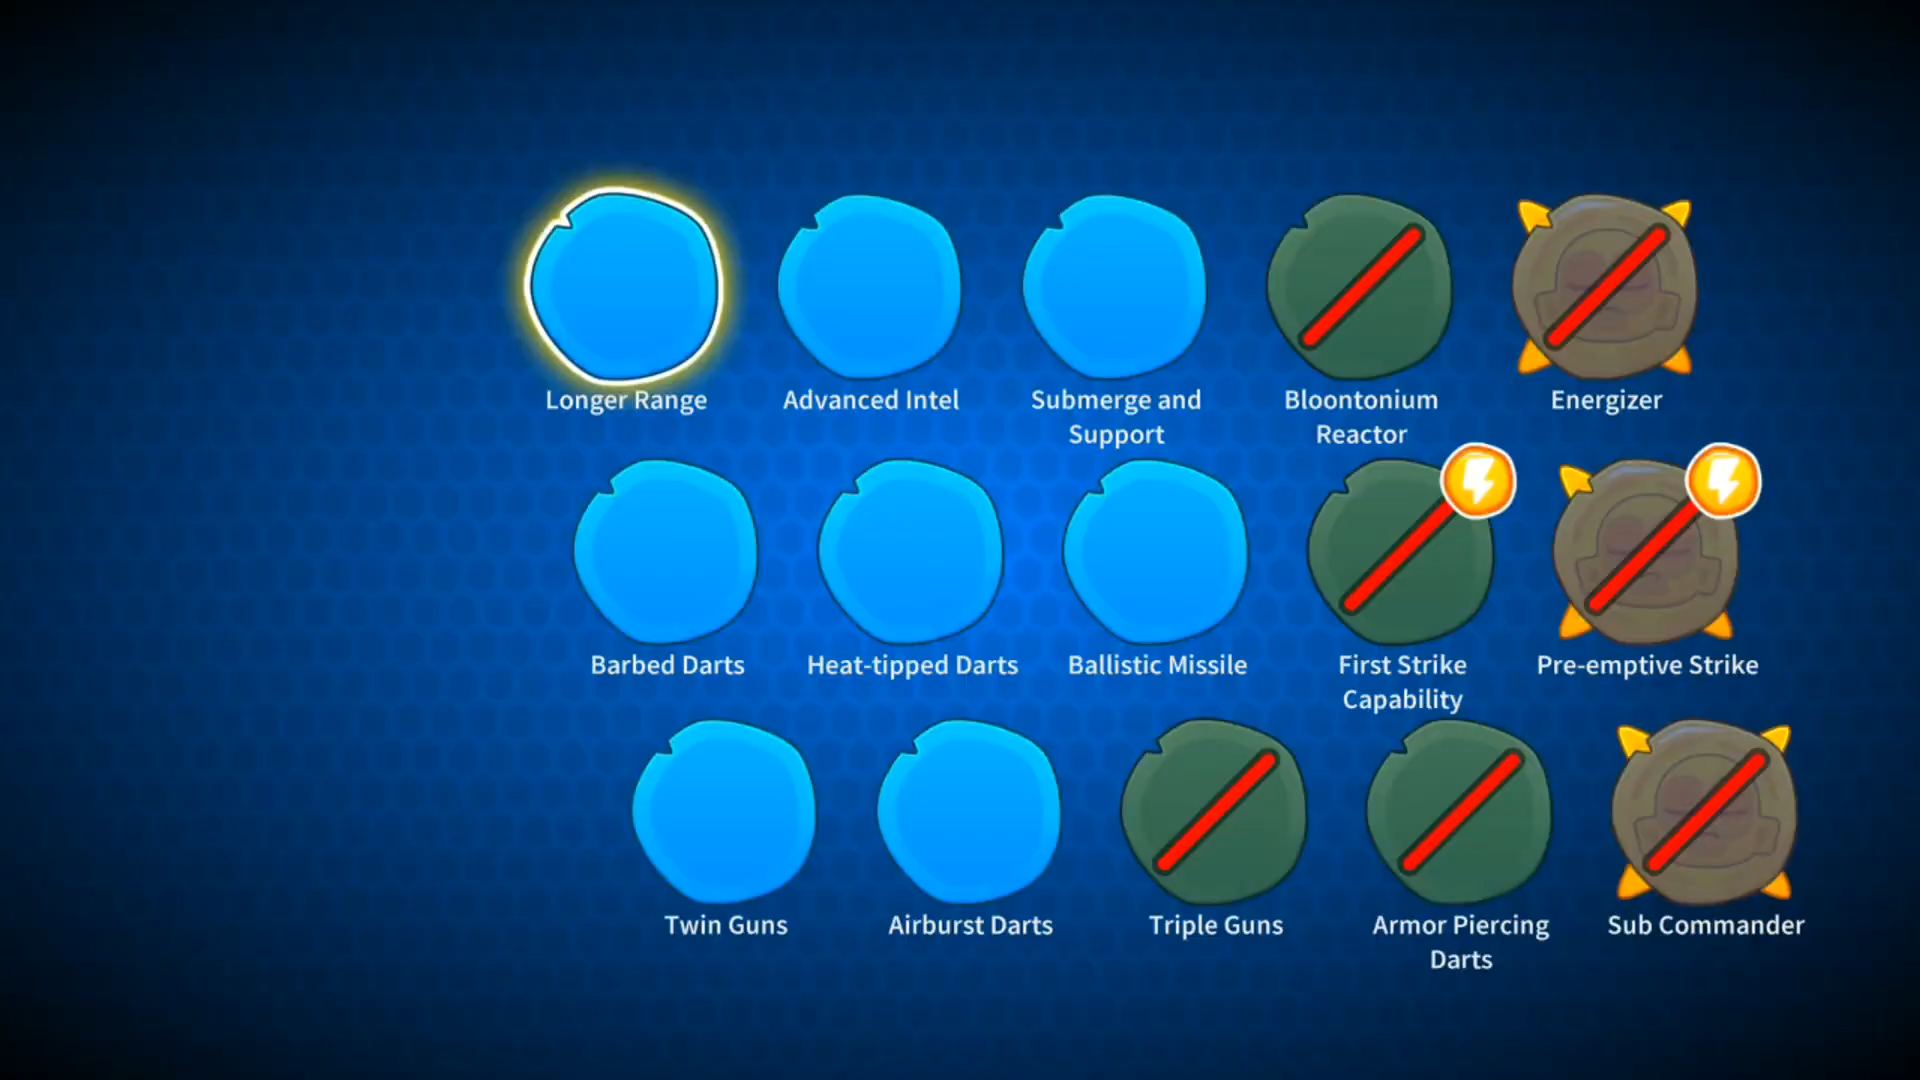 Longer Range
Advanced Intel
Submerge and
Support
Bloontonium
Reactor
Energizer
Barbed Darts
Heat-tipped Darts
Ballistic Missile
First Strike
Capability
Pre-emptive Strike
Twin Guns
Airburst Darts
Triple Guns
Armor Piercing
Darts
Sub Commander